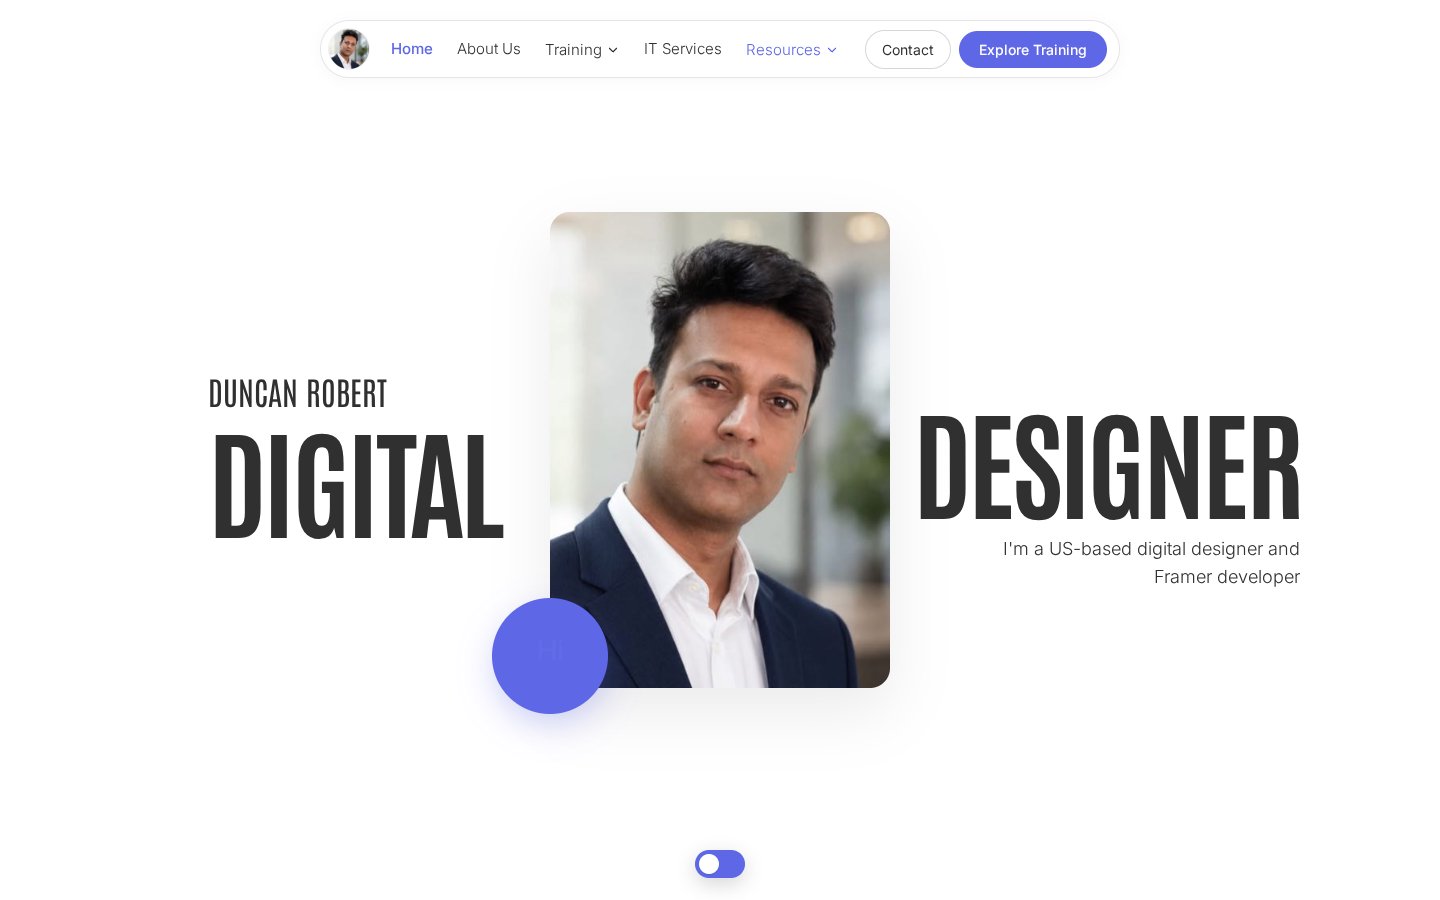 Home
About Us
Training
IT Services
Resources
Contact
Explore Training
DUNCAN ROBERT
DIGITAL
DESIGNER
I'm a US-based digital designer and
Framer developer
Hi